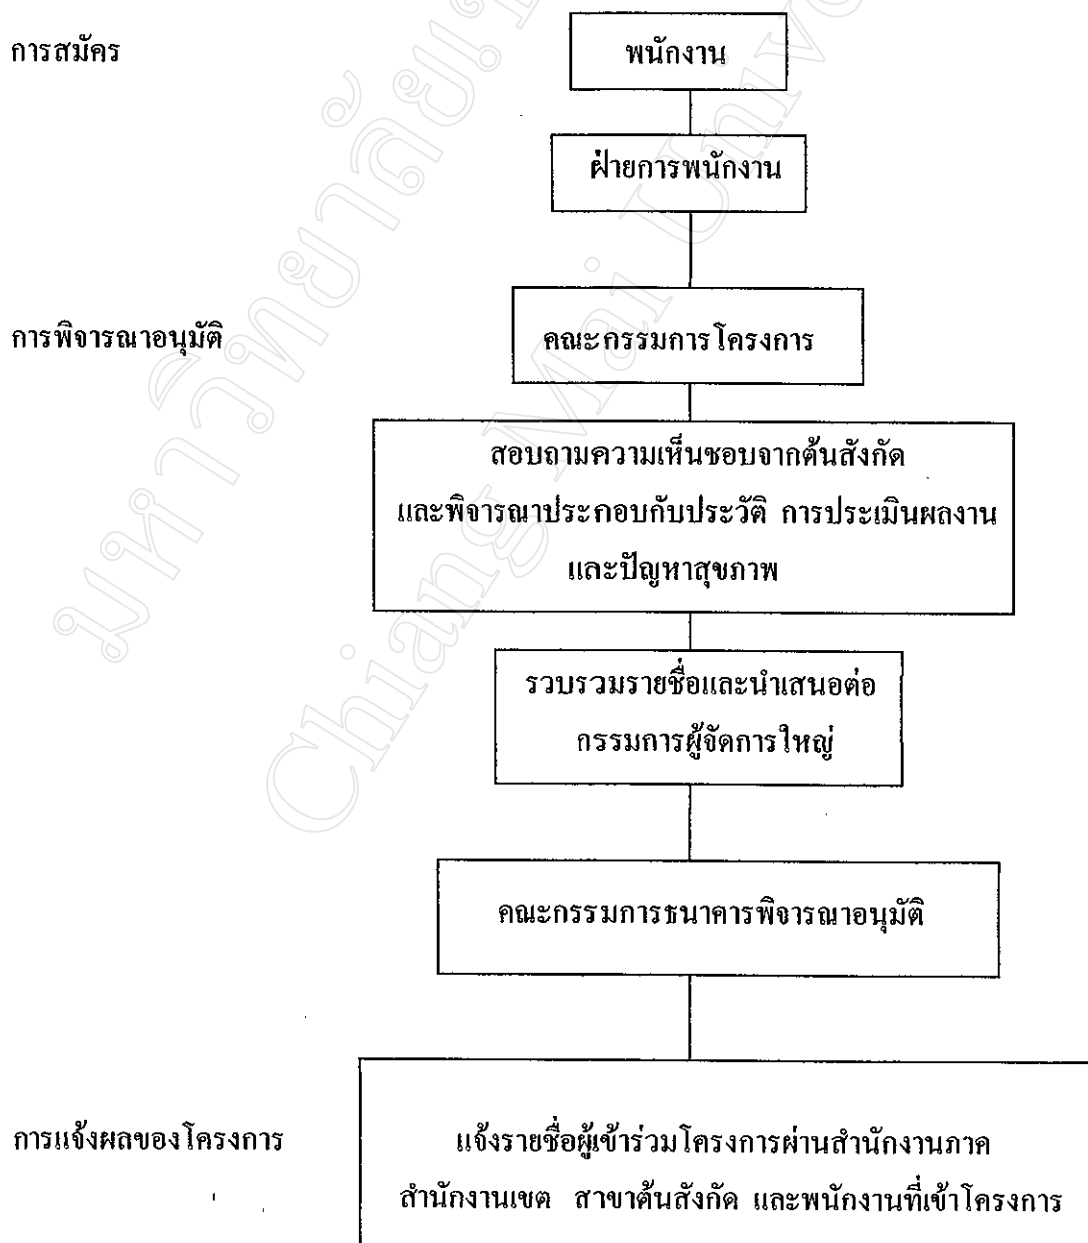 การสมัคร
พนักงาน
ฝ่ายการพนักงาน
การพิจารณาอนุมัติ
คณะกรรมการโครงการ
สอบถามความเห็นชอบจากต้นสังกัด
และพิจารณาประกอบกับประวัติ การประเมินผลงาน
และปัญหาสุขภาพ
รวบรวมรายชื่อและนำเสนอต่อ
กรรมการผู้จัดการใหญ่
คณะกรรมการธนาคารพิจารณาอนุมัติ
การแจ้งผลของโครงการ
แจ้งรายชื่อผู้เข้าร่วมโครงการผ่านสำนักงานภาค
สำนักงานเขต สาขาต้นสังกัด และพนักงานที่เข้าโครงการ
มหาวิทยาลัยเช
Chiang Mai Unive